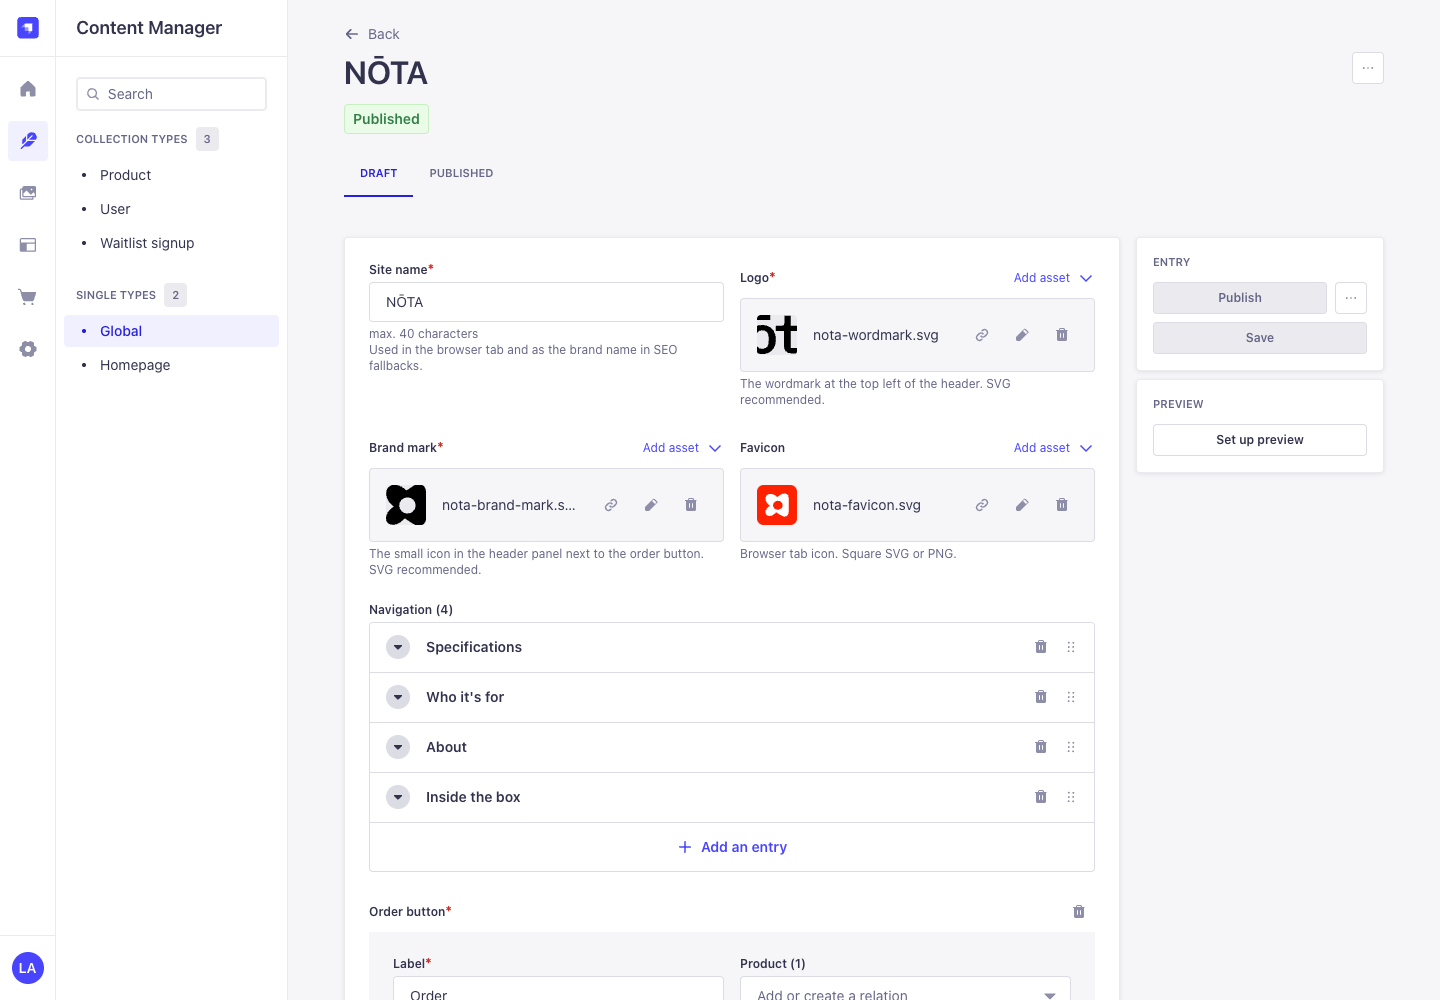 Content Manager
Search
COLLECTION TYPES 3
Product
User
Waitlist signup
SINGLE TYPES 2
Global
Homepage
LA
Back
NŌTA
Published
DRAFT PUBLISHED
Site name*
NŌTA
max. 40 characters
Used in the browser tab and as the brand name in SEO
fallbacks.
Logo* Add asset
ōt nota-wordmark.svg
The wordmark at the top left of the header. SVG
recommended.
Brand mark* Add asset
nota-brand-mark.s...
The small icon in the header panel next to the order button.
SVG recommended.
Favicon Add asset
nota-favicon.svg
Browser tab icon. Square SVG or PNG.
Navigation (4)
Specifications
Who it's for
About
Inside the box
Add an entry
Order button*
Label*
Order
Product (1)
Add or create a relation
ENTRY
Publish
Save
PREVIEW
Set up preview